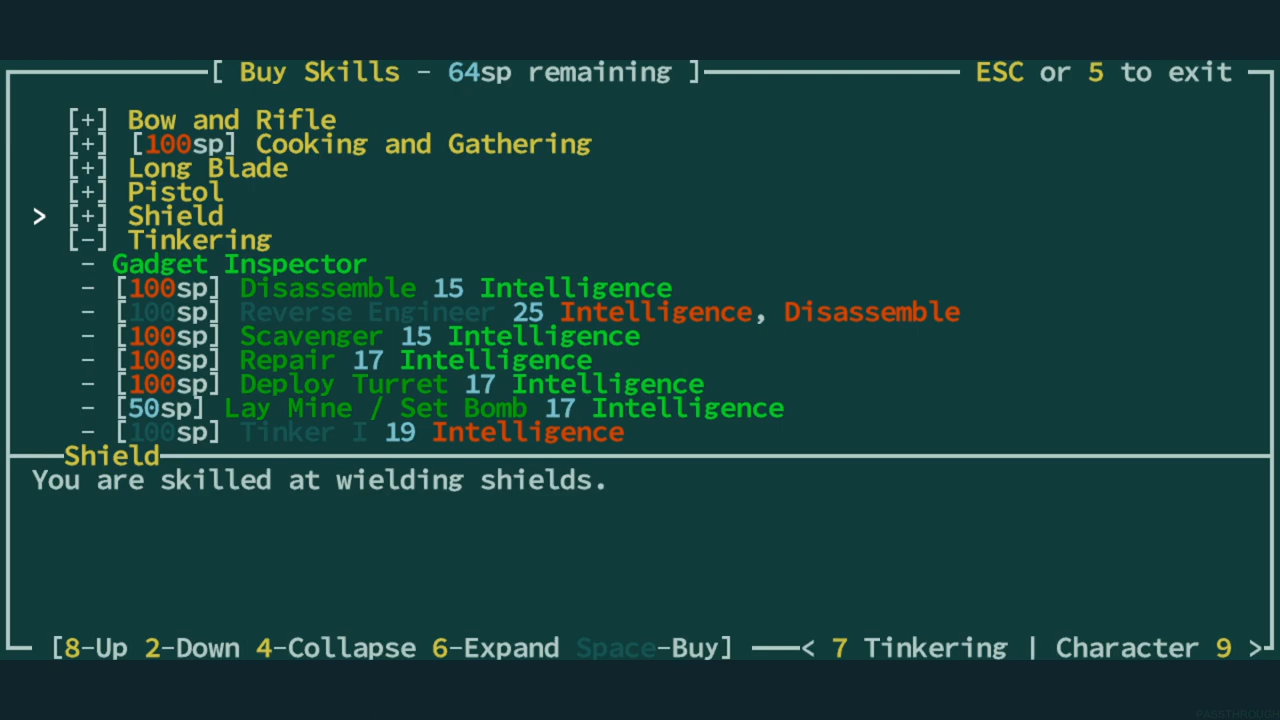 [ Buy Skills - 64sp remaining ] ESC or 5 to exit
[+] Bow and Rifle
[+] [100sp] Cooking and Gathering
[+] Long Blade
[+] Pistol
> [+] Shield
[-] Tinkering
- Gadget Inspector
- [100sp] Disassemble 15 Intelligence
- [100sp] Reverse Engineer 25 Intelligence, Disassemble
- [100sp] Scavenger 15 Intelligence
- [100sp] Repair 17 Intelligence
- [100sp] Deploy Turret 17 Intelligence
- [50sp] Lay Mine / Set Bomb 17 Intelligence
- [100sp] Tinker I 19 Intelligence
Shield
You are skilled at wielding shields.
[8-Up 2-Down 4-Collapse 6-Expand Space-Buy] < 7 Tinkering | Character 9 >